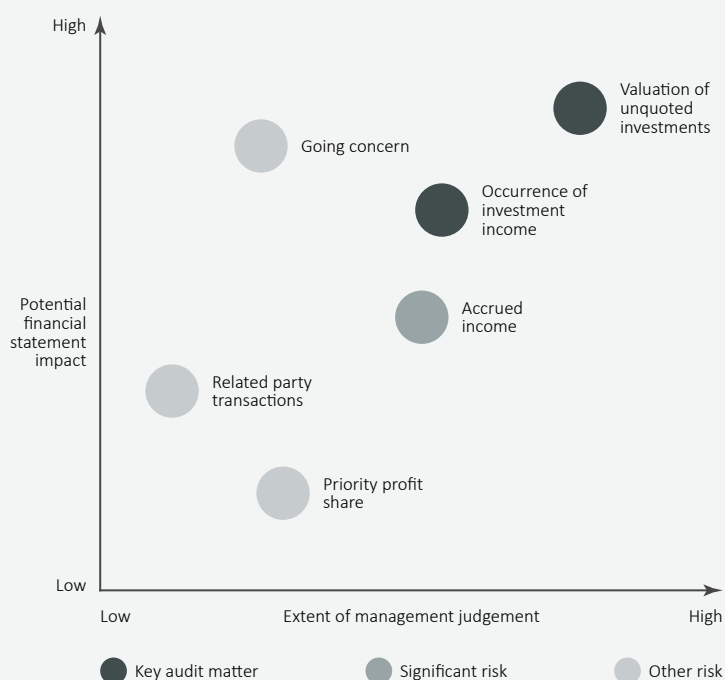 High
Valuation of
unquoted
investments
Going concern
Occurrence of
investment
income
Potential
financial
statement
impact
Accrued
income
Related party
transactions
Priority profit
share
Low
Low
Extent of management judgement
High
Key audit matter
Significant risk
Other risk